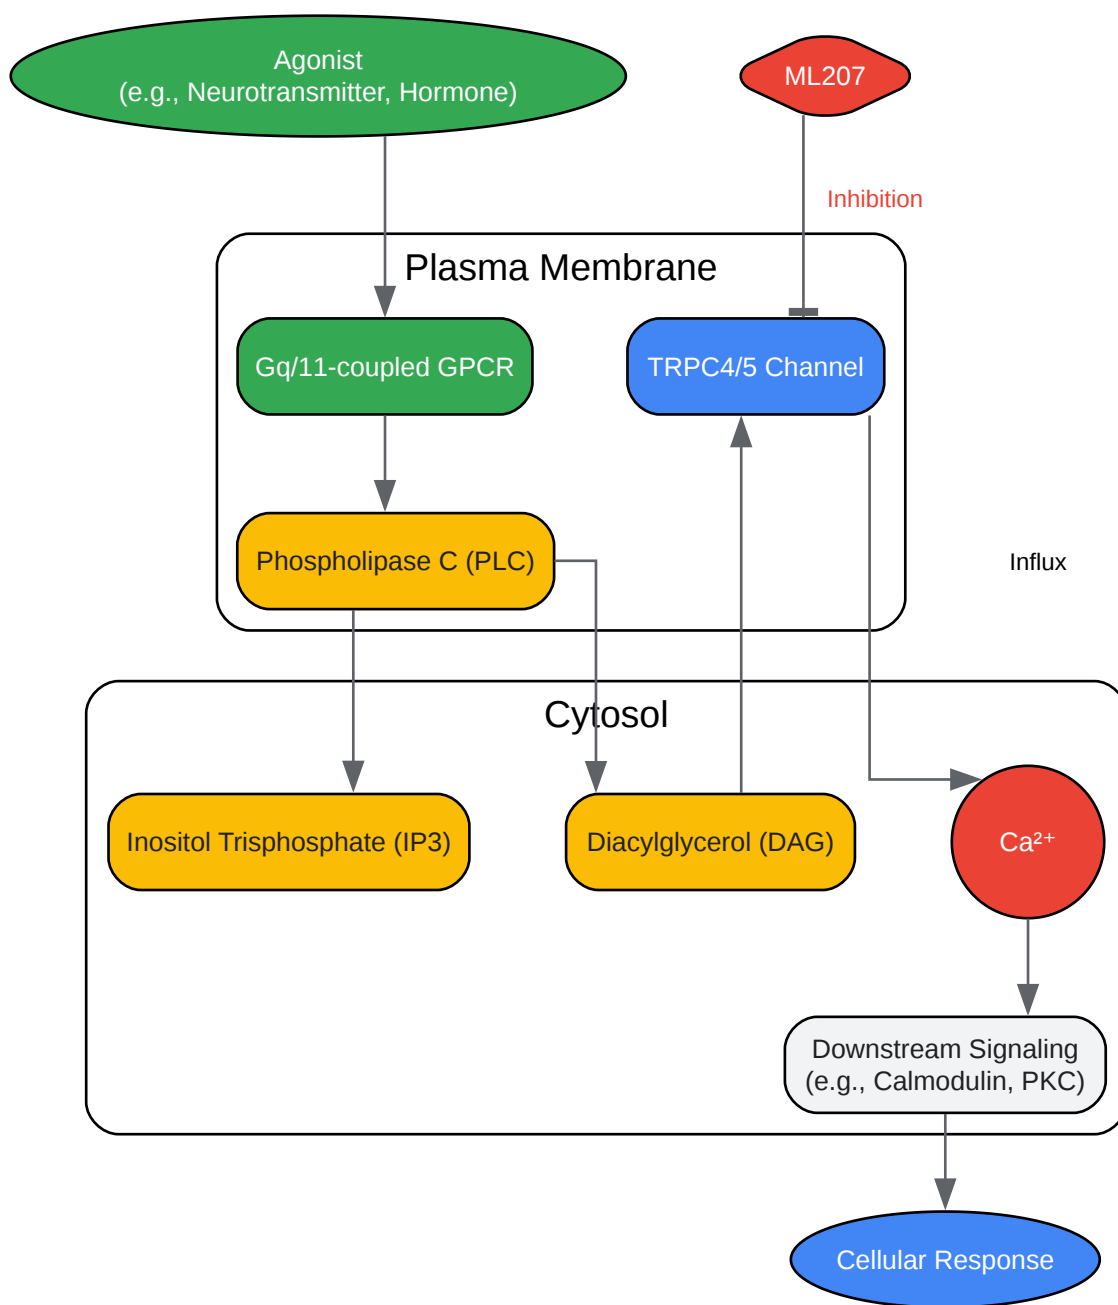 Agonist
(e.g., Neurotransmitter, Hormone)
ML207
Inhibition
Plasma Membrane
Gq/11-coupled GPCR
TRPC4/5 Channel
Phospholipase C (PLC)
Influx
Cytosol
Inositol Trisphosphate (IP3)
Diacylglycerol (DAG)
Ca²⁺
Downstream Signaling
(e.g., Calmodulin, PKC)
Cellular Response